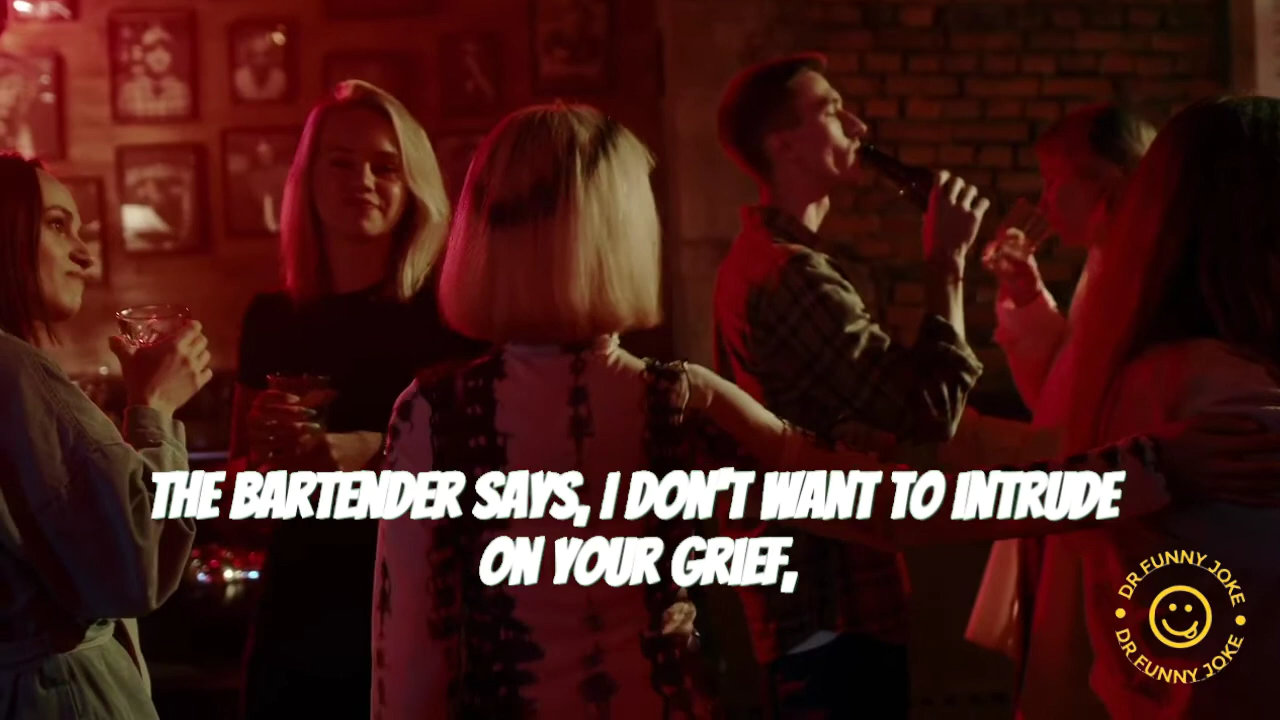 THE BARTENDER SAYS, I DON'T WANT TO INTRUDE
ON YOUR GRIEF,
DR FUNNY JOKE
DR FUNNY JOKE